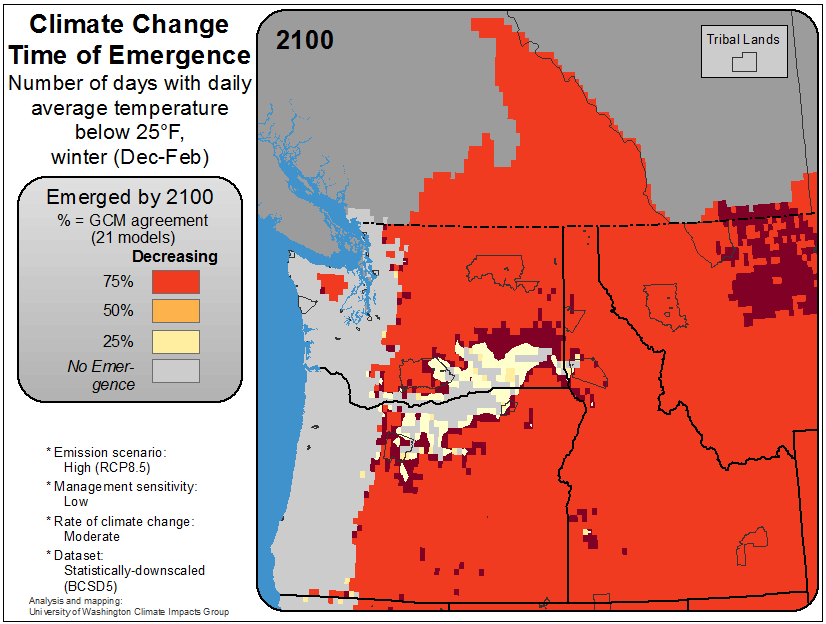 Climate Change
Time of Emergence
Number of days with daily
average temperature
below 25°F,
winter (Dec-Feb)
Emerged by 2100
% = GCM agreement
(21 models)
Decreasing
75%
50%
25%
No Emer-
gence
* Emission scenario:
High (RCP8.5)
* Management sensitivity:
Low
* Rate of climate change:
Moderate
* Dataset:
Statistically-downscaled
(BCSD5)
Analysis and mapping:
University of Washington Climate Impacts Group
2100
Tribal Lands